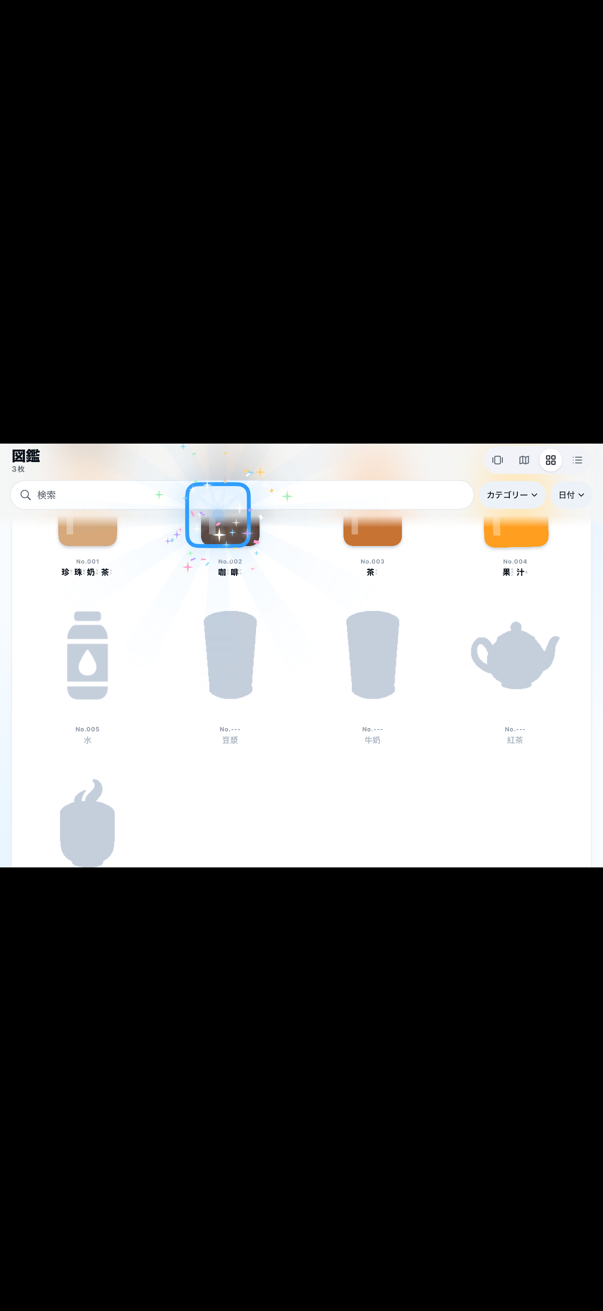 図鑑
3枚
検索
カテゴリー
日付
No.001
No.002
No.003
No.004
珍珠奶茶
咖啡
茶
果汁
No.005
No.---
No.---
No.---
水
豆漿
牛奶
紅茶